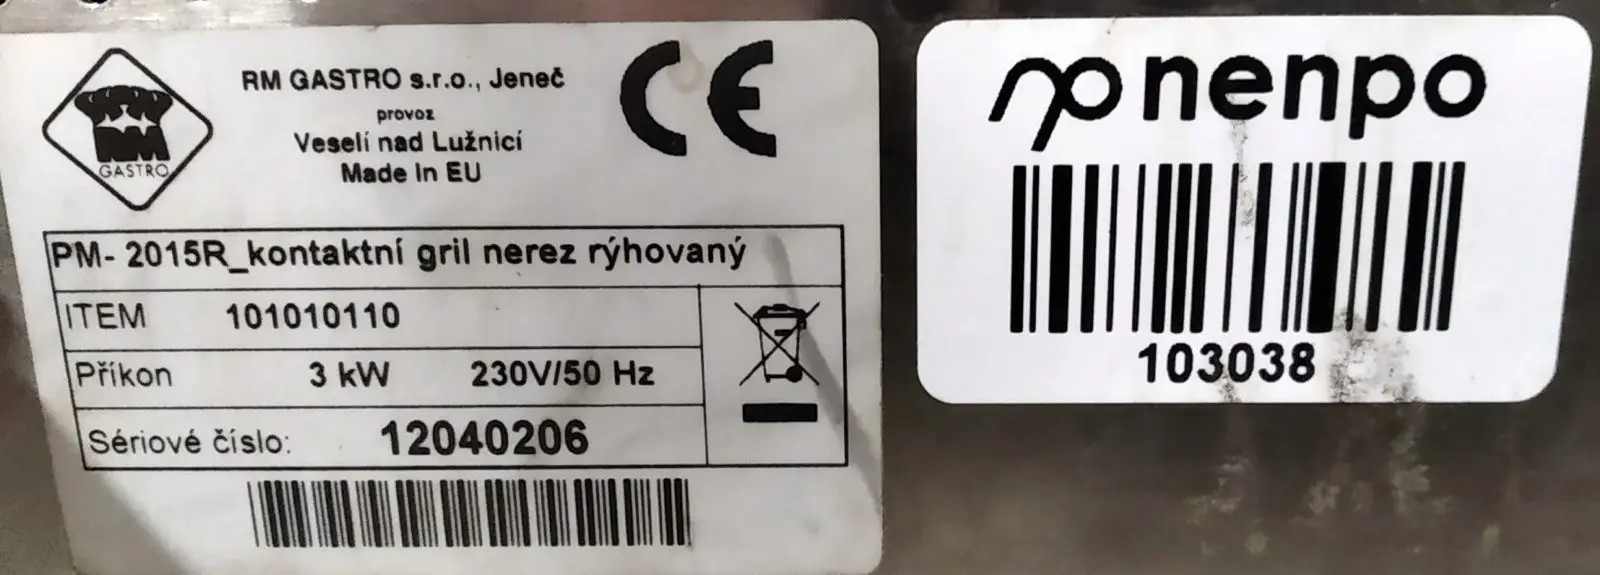 RM
GASTRO
RM GASTRO s.r.o., Jeneč
provoz
Veselí nad Lužnicí
Made In EU
CE
PM- 2015R_kontaktní gril nerez rýhovaný
ITEM 101010110
Příkon 3 kW 230V/50 Hz
Sériové číslo: 12040206
nenpo
103038